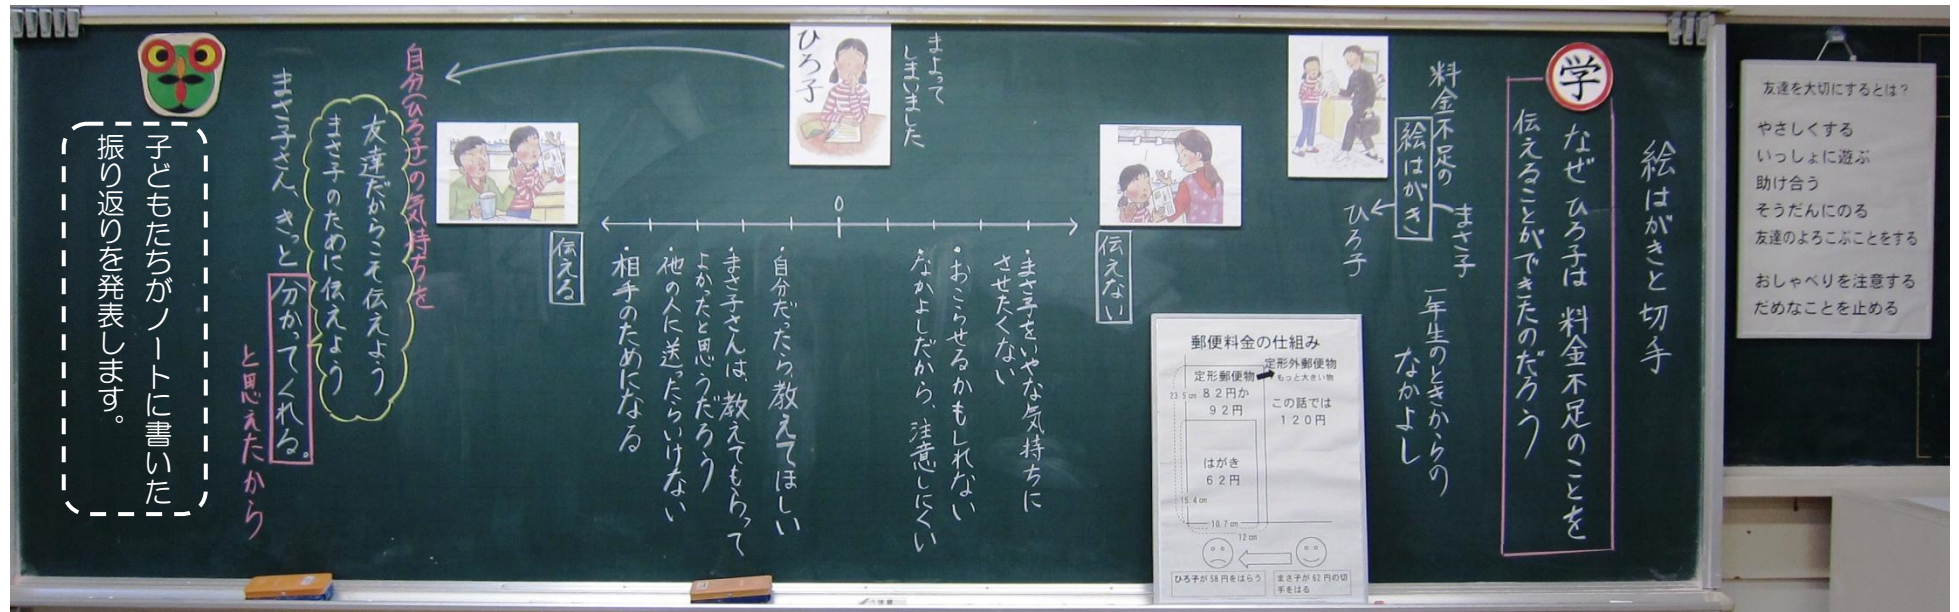 友達を大切にするとは？
やさしくする
いっしょに遊ぶ
助け合う
そうだんにのる
友達のよろこぶことをする
おしゃべりを注意する
だめなことを止める
絵はがきと切手
学
なぜ ひろ子は 料金不足のことを
伝えることができたのだろう
料金不足の
絵はがき
まさ子
ひろ子
一年生のときからの
なかよし
郵便料金の仕組み
定形外郵便物
もっと大きい物
定形郵便物
82円か
92円
この話では
120円
23.5cm
はがき
62円
15.4cm
10.7cm
12cm
ひろ子が58円をはらう
まさ子が62円の切
手をはる
伝えない
・まさ子をいやな気持ちに
させたくない
・おこらせるかもしれない
・なかよしだから、注意しにくい
まよって
しまいました
ひろ子
0
・自分だったら、教えてほしい
・まさ子さんは、教えてもらって
よかったと思うだろう
・他の人に送ったらいけない
・相手のためになる
伝える
自分(ひろ子)の気持ちを
友達だからこそ伝えよう
まさ子のために伝えよう
まさ子さん、きっと分かってくれる。
と思えたから
子どもたちがノートに書いた
振り返りを発表します。